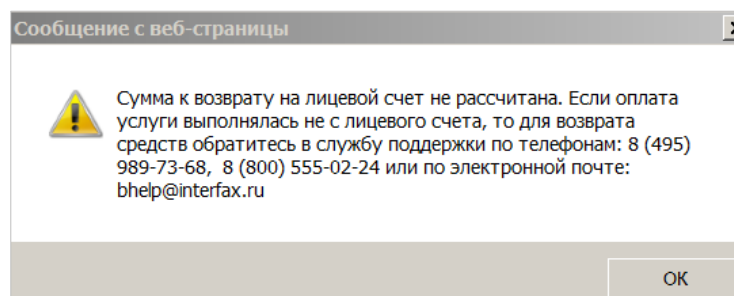 Сообщение с веб-страницы
Сумма к возврату на лицевой счет не рассчитана. Если оплата
услуги выполнялась не с лицевого счета, то для возврата
средств обратитесь в службу поддержки по телефонам: 8 (495)
989-73-68, 8 (800) 555-02-24 или по электронной почте:
bhelp@interfax.ru
ОК